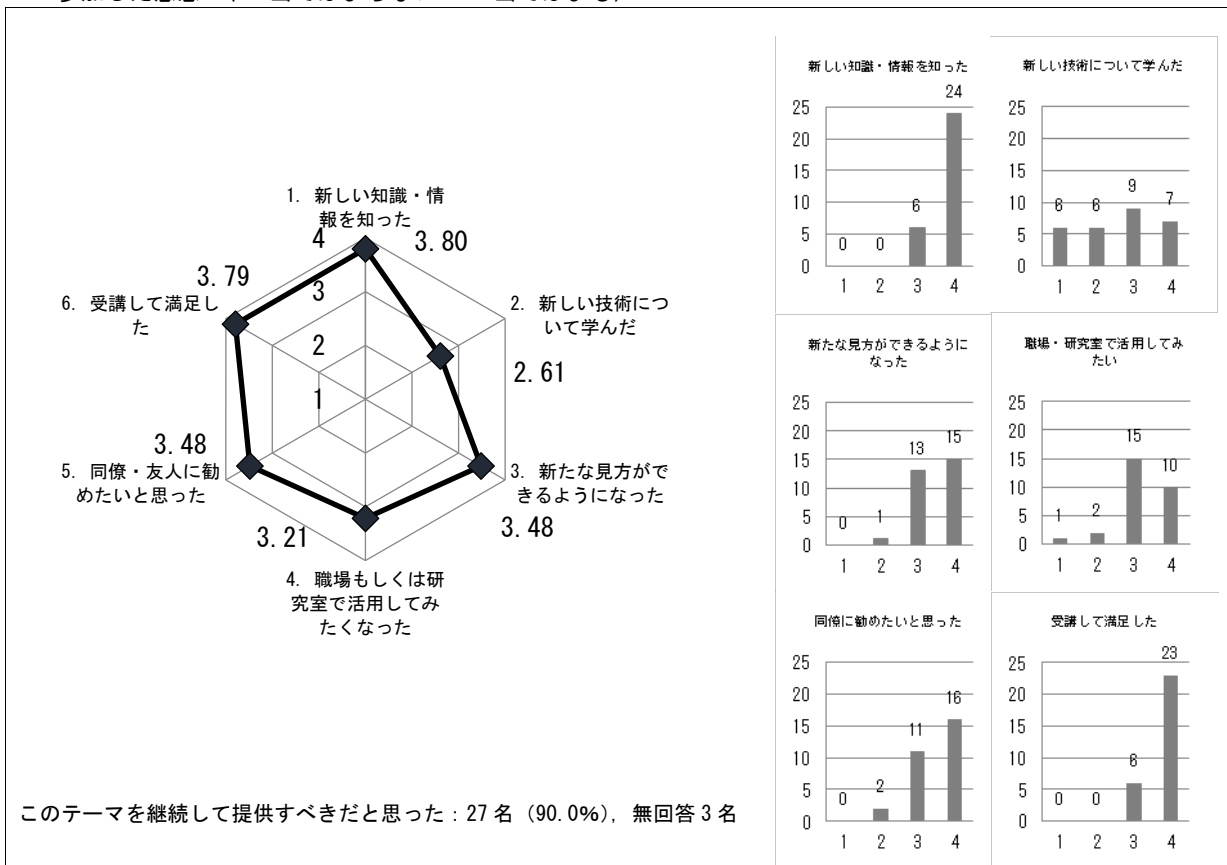 1. 新しい知識・情
報を知った
4
3.80
3.79
3
6. 受講して満足し
た
2. 新しい技術につ
いて学んだ
2
2.61
1
3.48
5. 同僚・友人に勧
めたいと思った
3. 新たな見方がで
きるようになった
3.48
3.21
4. 職場もしくは研
究室で活用してみ
たくなった
このテーマを継続して提供すべきだと思った:27名(90.0%),無回答3名
新しい知識・情報を知った
24
25
20
15
10
5
0
0
0
6
1 2 3 4
新しい技術について学んだ
25
20
15
10
5
0
6
6
9
7
1 2 3 4
新たな見方ができるように
なった
25
20
15
10
5
0
0
1
13
15
1 2 3 4
職場・研究室で活用してみ
たい
25
20
15
10
5
0
1
2
15
10
1 2 3 4
同僚に勧めたいと思った
25
20
15
10
5
0
0
2
11
16
1 2 3 4
受講して満足した
23
25
20
15
10
5
0
0
0
6
1 2 3 4